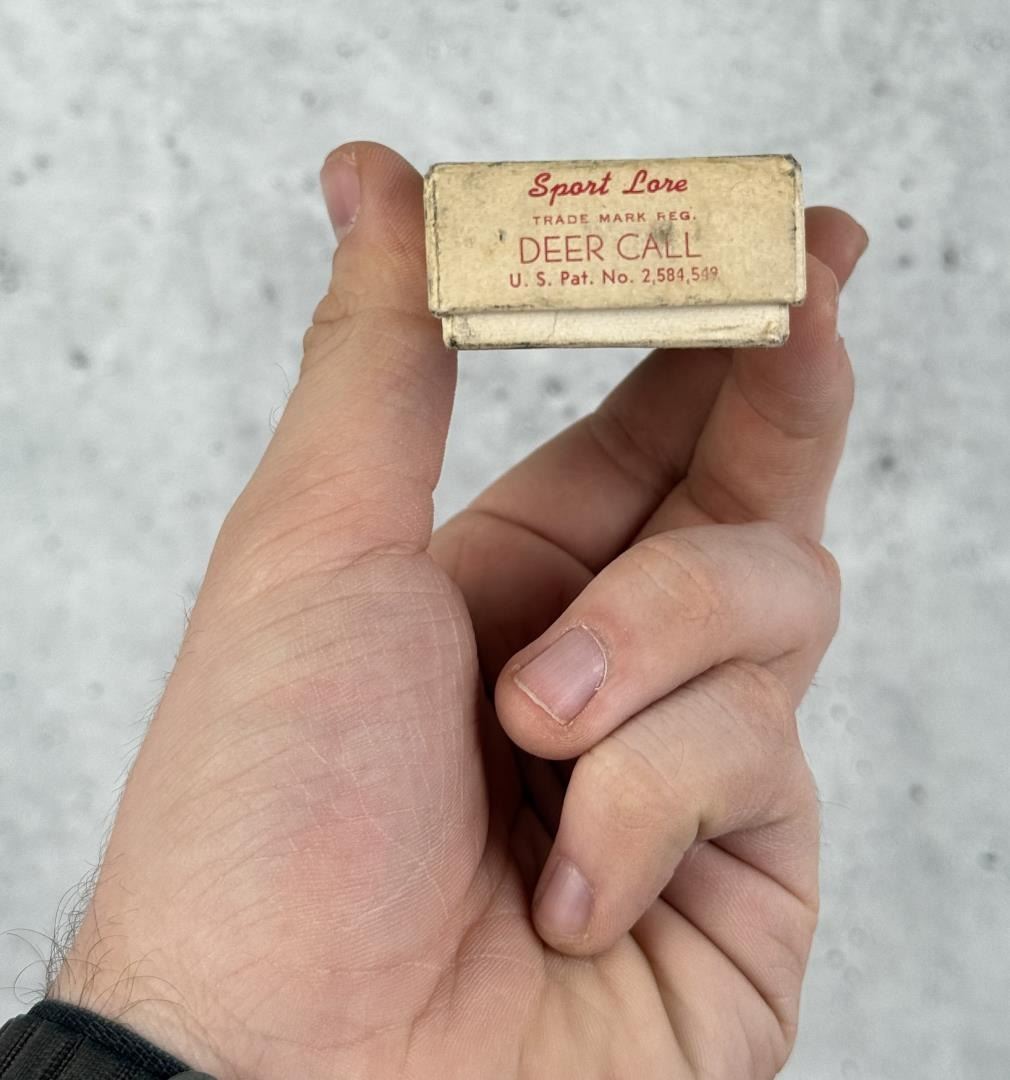 Sport Lore
TRADE MARK REG.
DEER CALL
U. S. Pat. No. 2,584,549